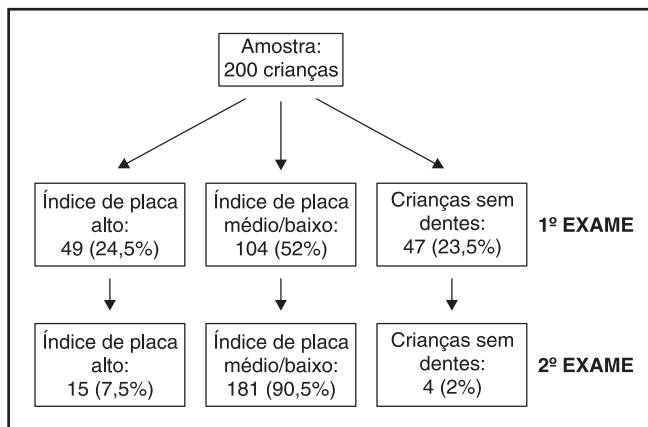 Amostra:
200 crianças
Índice de placa
alto:
49 (24,5%)
Índice de placa
médio/baixo:
104 (52%)
Crianças sem
dentes:
47 (23,5%)
1º EXAME
Índice de placa
alto:
15 (7,5%)
Índice de placa
médio/baixo:
181 (90,5%)
Crianças sem
dentes:
4 (2%)
2º EXAME